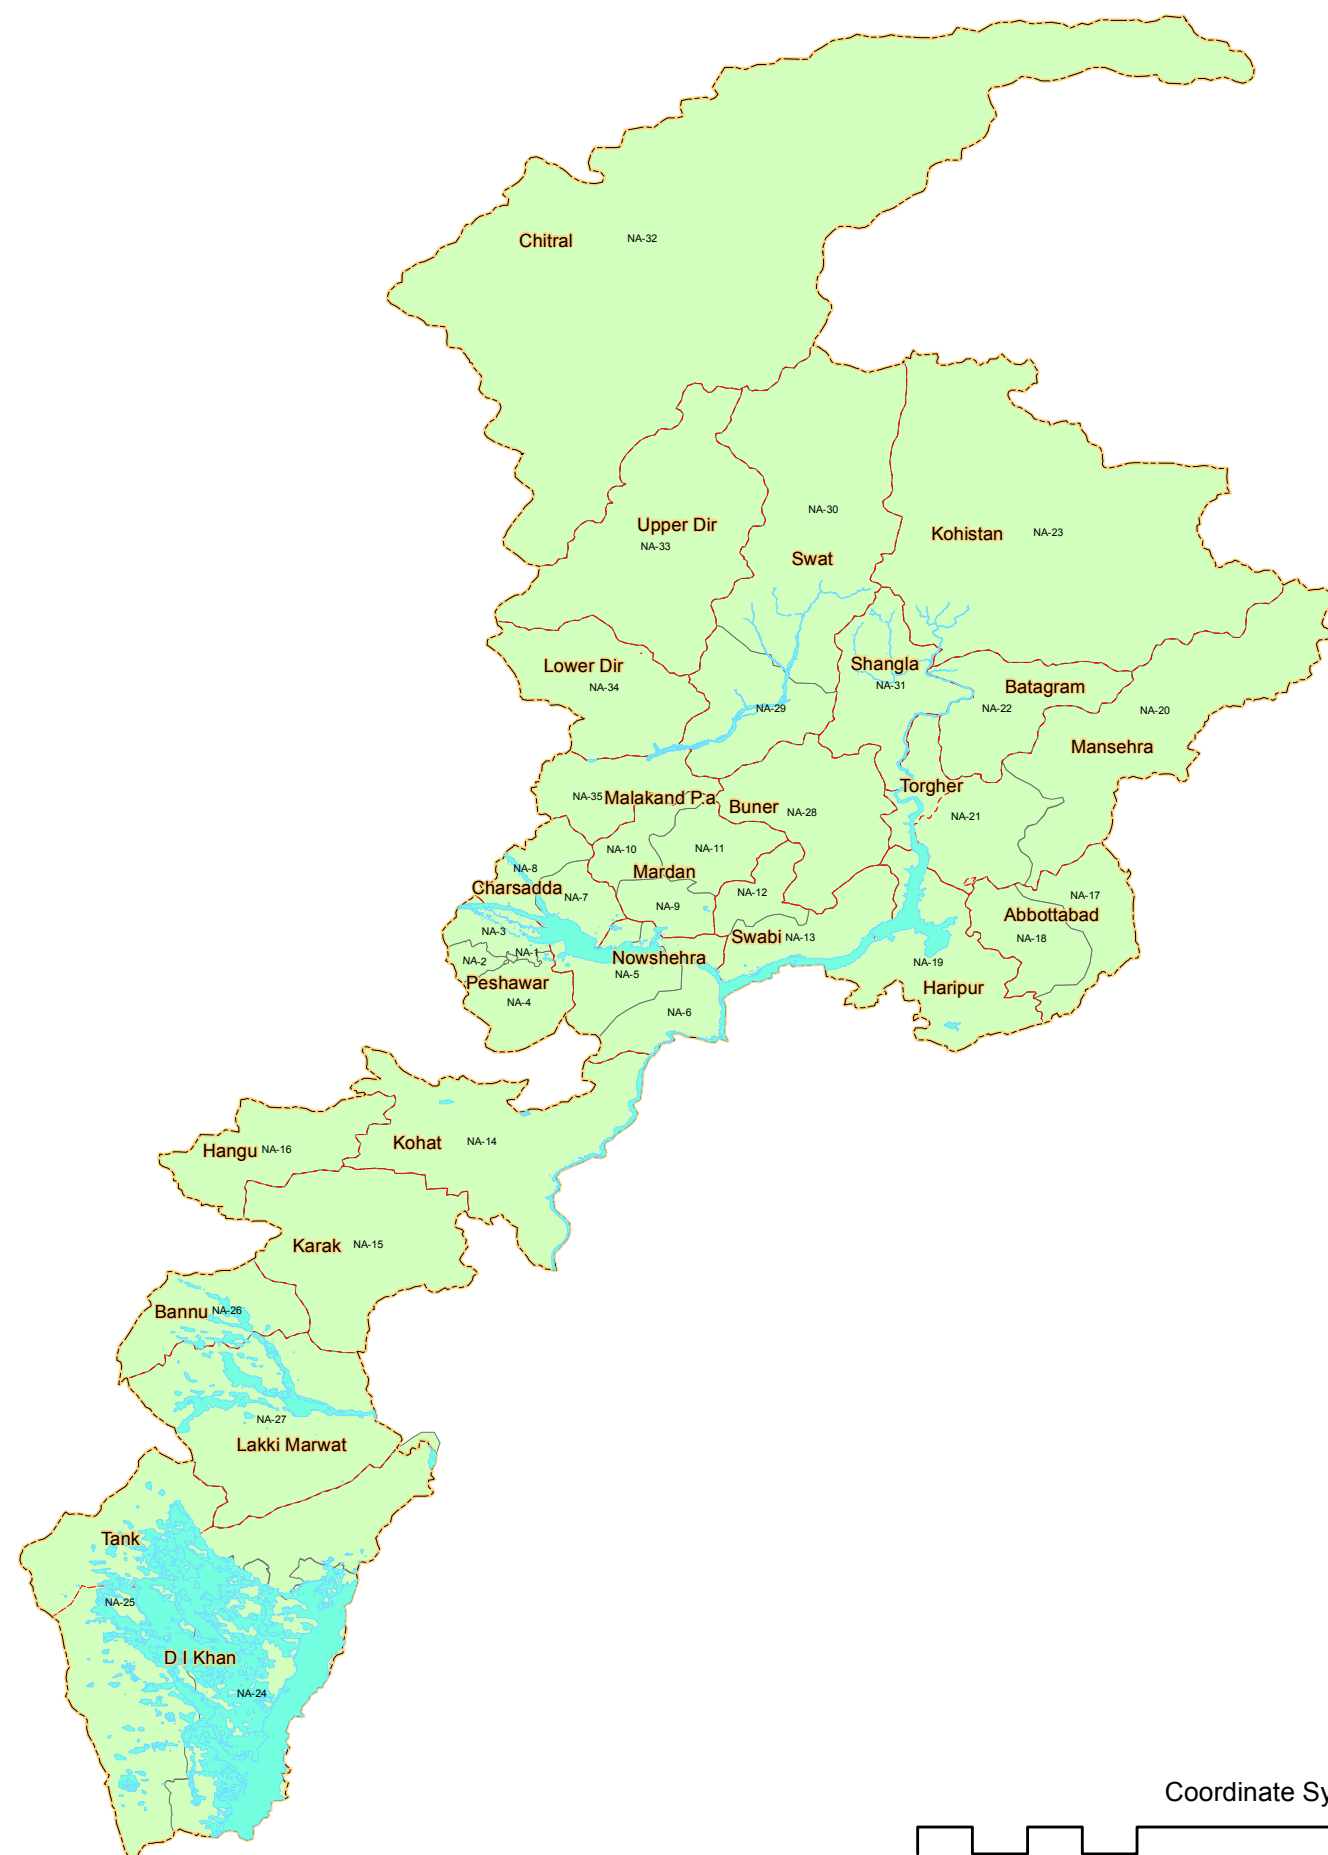 Chitral NA-32
NA-30
Upper Dir
NA-33
Kohistan NA-23
Swat
Lower Dir
NA-34
Shangla
NA-31
Batagram
NA-22
NA-20
NA-29
Mansehra
Torgher
NA-35 Malakand P.a
Buner NA-28
NA-21
NA-10 NA-11
NA-8
Mardan
Charsadda
NA-7
NA-12
NA-17
NA-9
Abbottabad
NA-3
Swabi NA-13
NA-18
NA-1
NA-2
Nowshehra
NA-5
NA-19
Peshawar
NA-4
Haripur
NA-6
Kohat NA-14
Hangu NA-16
Karak NA-15
Bannu NA-26
NA-27
Lakki Marwat
Tank
NA-25
D I Khan
NA-24
Coordinate Sy